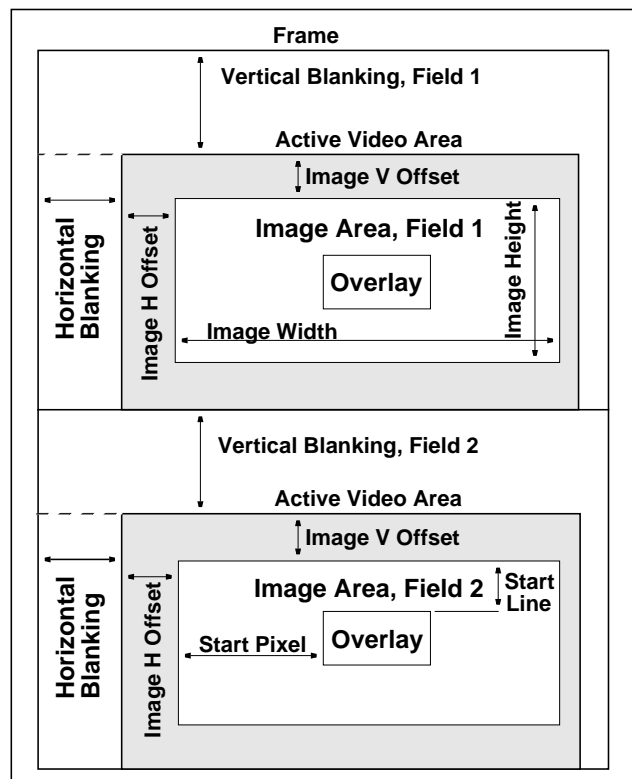 Frame
Vertical Blanking, Field 1
Active Video Area
Image V Offset
Horizontal
Blanking
Image H Offset
Image Area, Field 1
Image Height
Overlay
Image Width
Vertical Blanking, Field 2
Active Video Area
Image V Offset
Horizontal
Blanking
Image H Offset
Image Area, Field 2
Start
Line
Start Pixel
Overlay